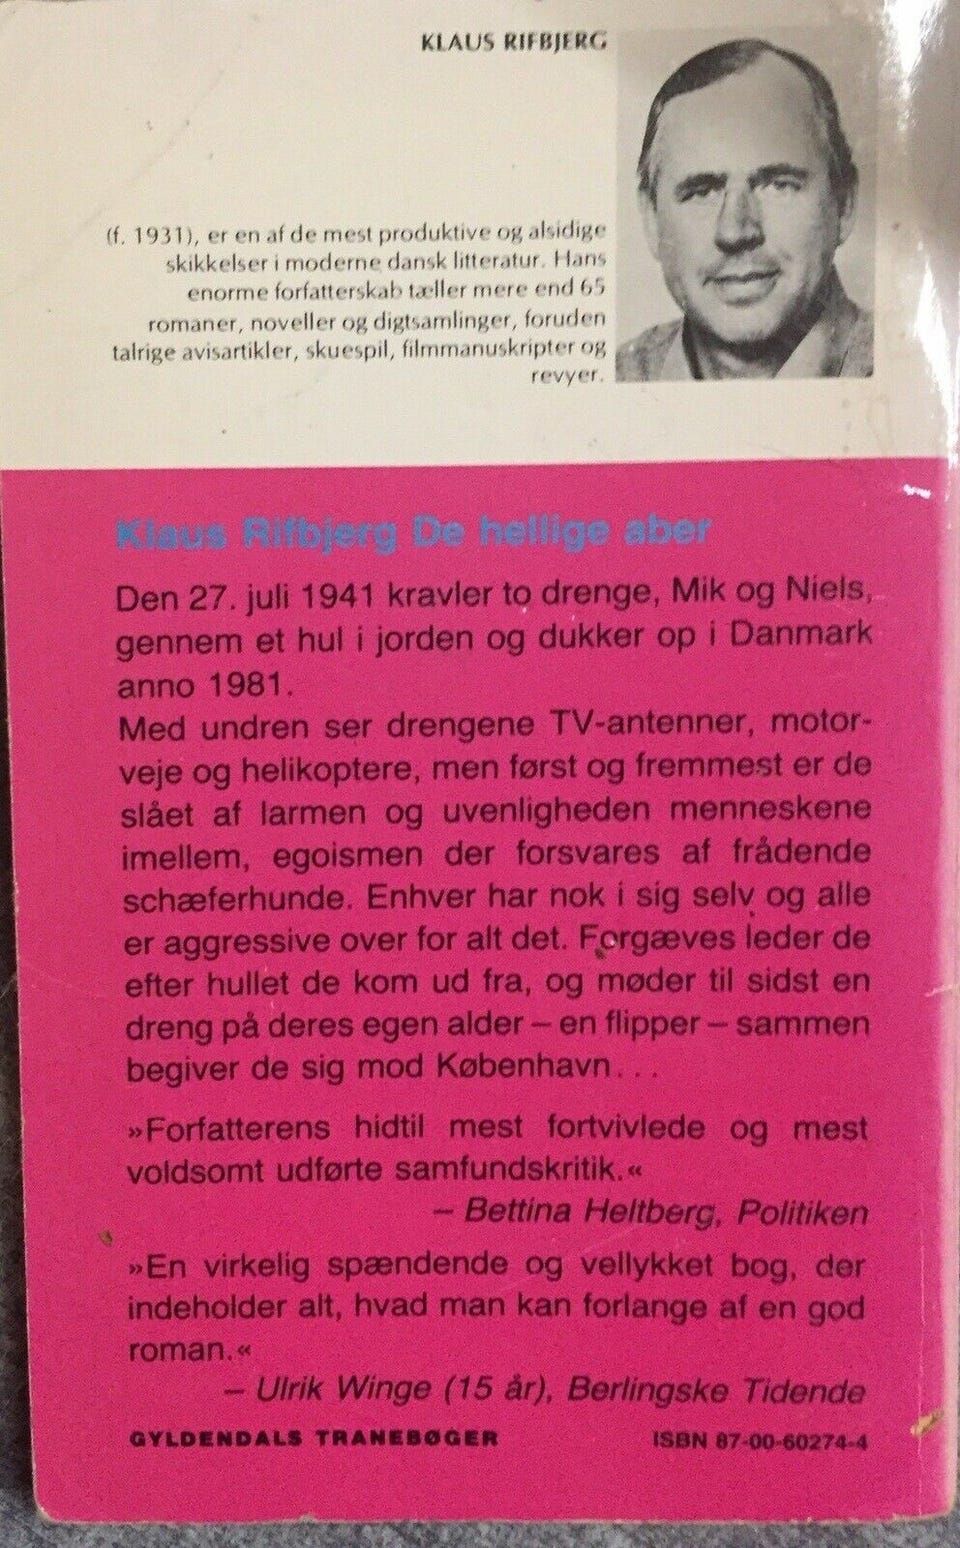 KLAUS RIFBJERG
(f. 1931), er en af de mest produktive og alsidige
skikkelser i moderne dansk litteratur. Hans
enorme forfatterskab tæller mere end 65
romaner, noveller og digtsamlinger, foruden
talrige avisartikler, skuespil, filmmanuskripter og
revyer.
Klaus Rifbjerg De hellige aber
Den 27. juli 1941 kravler to drenge, Mik og Niels,
gennem et hul i jorden og dukker op i Danmark
anno 1981.
Med undren ser drengene TV-antenner, motor-
veje og helikoptere, men først og fremmest er de
slået af larmen og uvenligheden menneskene
imellem, egoismen der forsvares af frådende
schæferhunde. Enhver har nok i sig selv og alle
er aggressive over for alt det. Forgæves leder de
efter hullet de kom ud fra, og møder til sidst en
dreng på deres egen alder – en flipper – sammen
begiver de sig mod København...
»Forfatterens hidtil mest fortvivlede og mest
voldsomt udførte samfundskritik.«
– Bettina Heltberg, Politiken
»En virkelig spændende og vellykket bog, der
indeholder alt, hvad man kan forlange af en god
roman.«
– Ulrik Winge (15 år), Berlingske Tidende
GYLDENDALS TRANEBØGER ISBN 87-00-60274-4